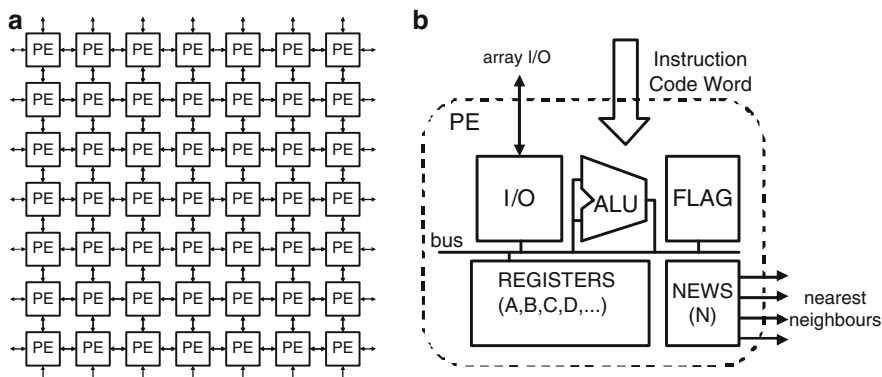 a
PE PE PE PE PE PE PE
PE PE PE PE PE PE PE
PE PE PE PE PE PE PE
PE PE PE PE PE PE PE
PE PE PE PE PE PE PE
PE PE PE PE PE PE PE
PE PE PE PE PE PE PE
b
array I/O
Instruction
Code Word
PE
I/O
ALU
FLAG
bus
REGISTERS
(A,B,C,D,...)
NEWS
(N)
nearest
neighbours